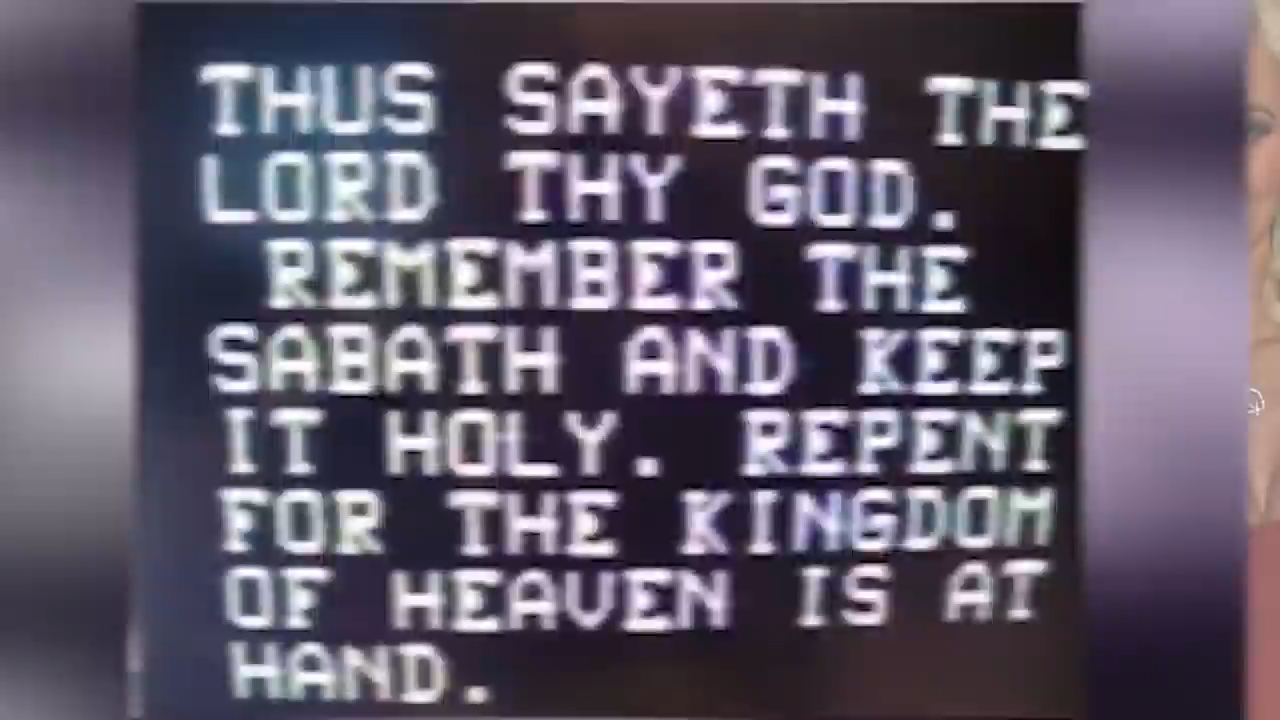 THUS SAYETH THE
LORD THY GOD.
REMEMBER THE
SABATH AND KEEP
IT HOLY. REPENT
FOR THE KINGDOM
OF HEAVEN IS AT
HAND.